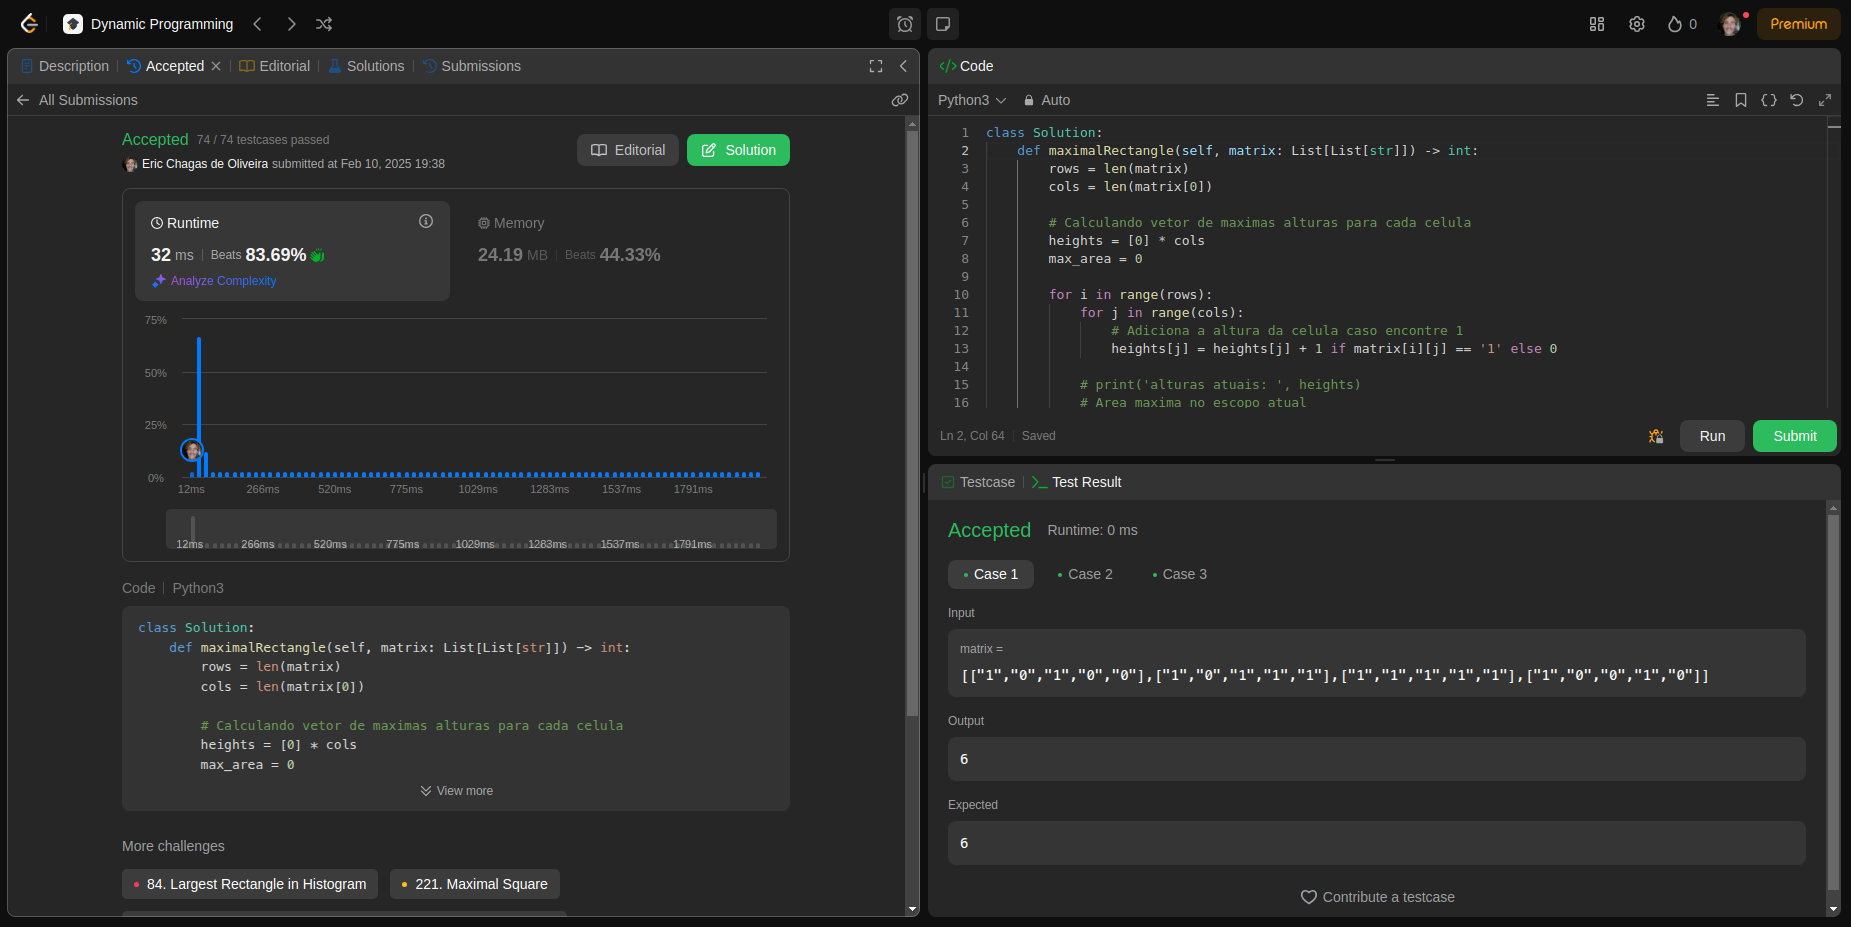 Dynamic Programming
0
Premium
Description
Accepted
Editorial
Solutions
Submissions
All Submissions
Accepted 74 / 74 testcases passed
Eric Chagas de Oliveira submitted at Feb 10, 2025 19:38
Editorial
Solution
Runtime
32 ms Beats 83.69%
Analyze Complexity
Memory
24.19 MB Beats 44.33%
75%
50%
25%
0%
12ms 266ms 520ms 775ms 1029ms 1283ms 1537ms 1791ms
12ms 266ms 520ms 775ms 1029ms 1283ms 1537ms 1791ms
Code Python3
class Solution:
def maximalRectangle(self, matrix: List[List[str]]) -> int:
rows = len(matrix)
cols = len(matrix[0])
# Calculando vetor de maximas alturas para cada celula
heights = [0] * cols
max_area = 0
View more
More challenges
84. Largest Rectangle in Histogram
221. Maximal Square
</> Code
Python3
Auto
1 class Solution:
2 def maximalRectangle(self, matrix: List[List[str]]) -> int:
3 rows = len(matrix)
4 cols = len(matrix[0])
5
6 # Calculando vetor de maximas alturas para cada celula
7 heights = [0] * cols
8 max_area = 0
9
10 for i in range(rows):
11 for j in range(cols):
12 # Adiciona a altura da celula caso encontre 1
13 heights[j] = heights[j] + 1 if matrix[i][j] == '1' else 0
14
15 # print('alturas atuais: ', heights)
16 # Area maxima no escopo atual
Ln 2, Col 64 Saved
Run
Submit
Testcase
Test Result
Accepted Runtime: 0 ms
Case 1
Case 2
Case 3
Input
matrix =
[["1","0","1","0","0"],["1","0","1","1","1"],["1","1","1","1","1"],["1","0","0","1","0"]]
Output
6
Expected
6
Contribute a testcase